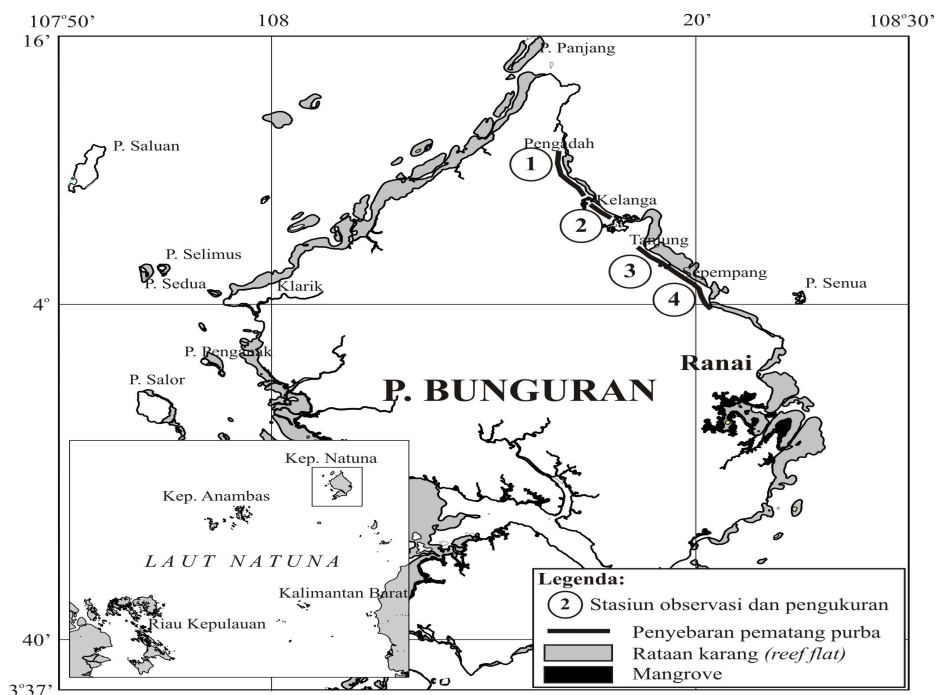 107°50’ 108 20’ 108°30’
16’
P. Panjang
P. Saluan
Pengadah
1
Kelanga
2
Tanjung
P. Selimus
3
Sepempang
P. Sedua
Klarik
P. Senua
4
4°
P. Pengadak
Ranai
P. Salor
P. BUNGURAN
Kep. Natuna
Kep. Anambas
LAUT NATUNA
Kalimantan Barat
Riau Kepulauan
Legenda:
2 Stasiun observasi dan pengukuran
Penyebaran pematang purba
Rataan karang (reef flat)
Mangrove
40’
3°37’